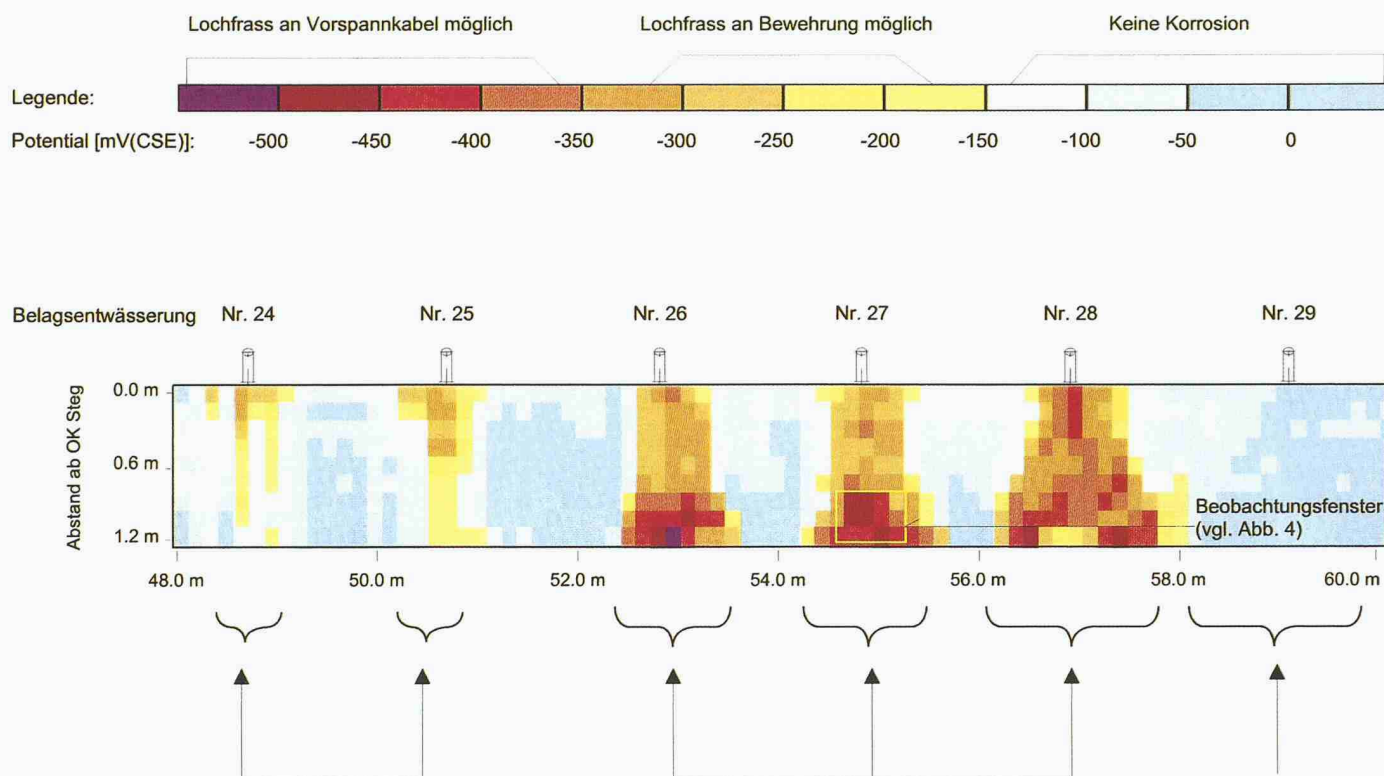 Lochfrass an Vorspannkabel möglich Lochfrass an Bewehrung möglich Keine Korrosion
Legende:
Potential [mV(CSE)]: -500 -450 -400 -350 -300 -250 -200 -150 -100 -50 0
Belagsentwässerung Nr. 24 Nr. 25 Nr. 26 Nr. 27 Nr. 28 Nr. 29
Abstand ab OK Steg
0.0 m
0.6 m
1.2 m
Beobachtungsfenster
(vgl. Abb. 4)
48.0 m 50.0 m 52.0 m 54.0 m 56.0 m 58.0 m 60.0 m